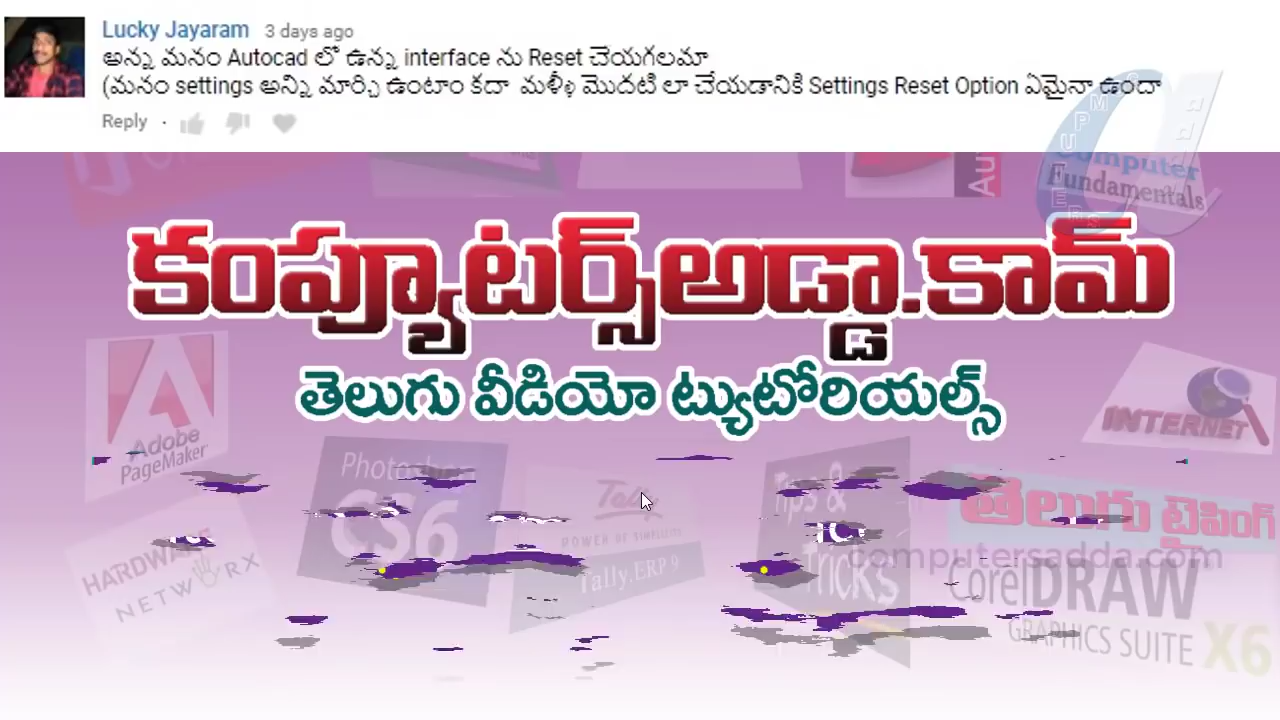 Lucky Jayaram 3 days ago
అన్న మనం Autocad లో ఉన్న interface ను Reset చేయగలమా
(మనం settings అన్ని మార్చి ఉంటాం కదా మళ్ళీ మొదటి లా చేయడానికి Settings Reset Option ఏమైనా ఉందా
Reply
Computer
Fundamentals
కంప్యూటర్స్అడ్డా.కామ్
తెలుగు వీడియో ట్యుటోరియల్స్
Adobe
PageMaker
INTERNET
Photoshop
CS6
Tally
POWER OF SIMPLICITY
Tally.ERP 9
Tips &
Tricks
తెలుగు టైపింగ్
computersadda.com
HARDWARE
NETWORX
CorelDRAW
GRAPHICS SUITE X6